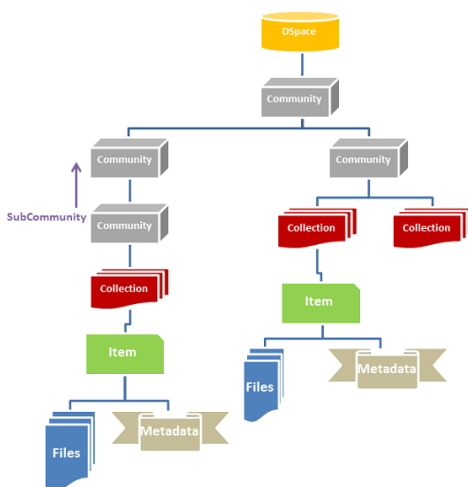 DSpace
Community
Community
Community
SubCommunity
Community
Collection
Collection
Collection
Item
Item
Files
Metadata
Files
Metadata